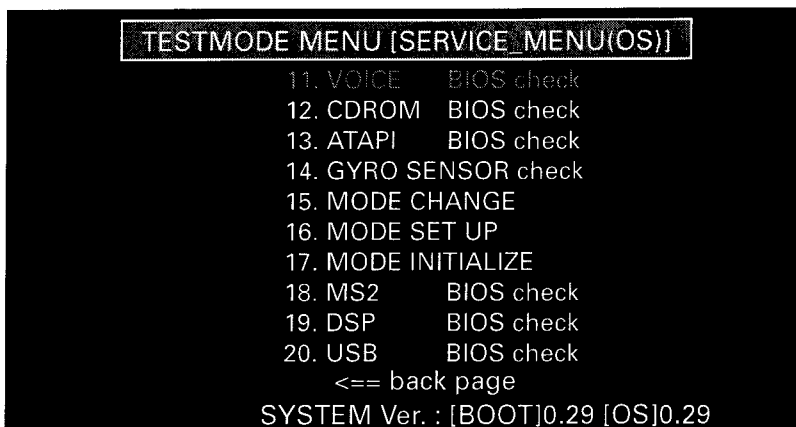 TESTMODE MENU [SERVICE_MENU(OS)]
11. VOICE BIOS check
12. CDROM BIOS check
13. ATAPI BIOS check
14. GYRO SENSOR check
15. MODE CHANGE
16. MODE SET UP
17. MODE INITIALIZE
18. MS2 BIOS check
19. DSP BIOS check
20. USB BIOS check
<== back page
SYSTEM Ver. : [BOOT]0.29 [OS]0.29